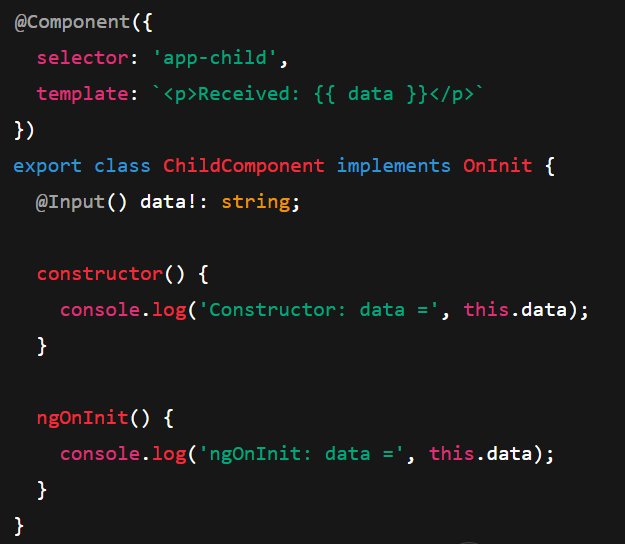 @Component({
  selector: 'app-child',
  template: `<p>Received: {{ data }}</p>`
})
export class ChildComponent implements OnInit {
  @Input() data!: string;
  constructor() {
    console.log('Constructor: data =', this.data);
  }
  ngOnInit() {
    console.log('ngOnInit: data =', this.data);
  }
}